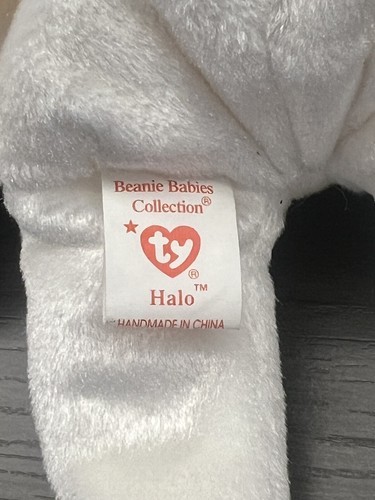 Beanie Babies
Collection®
ty®
Halo™
HANDMADE IN CHINA